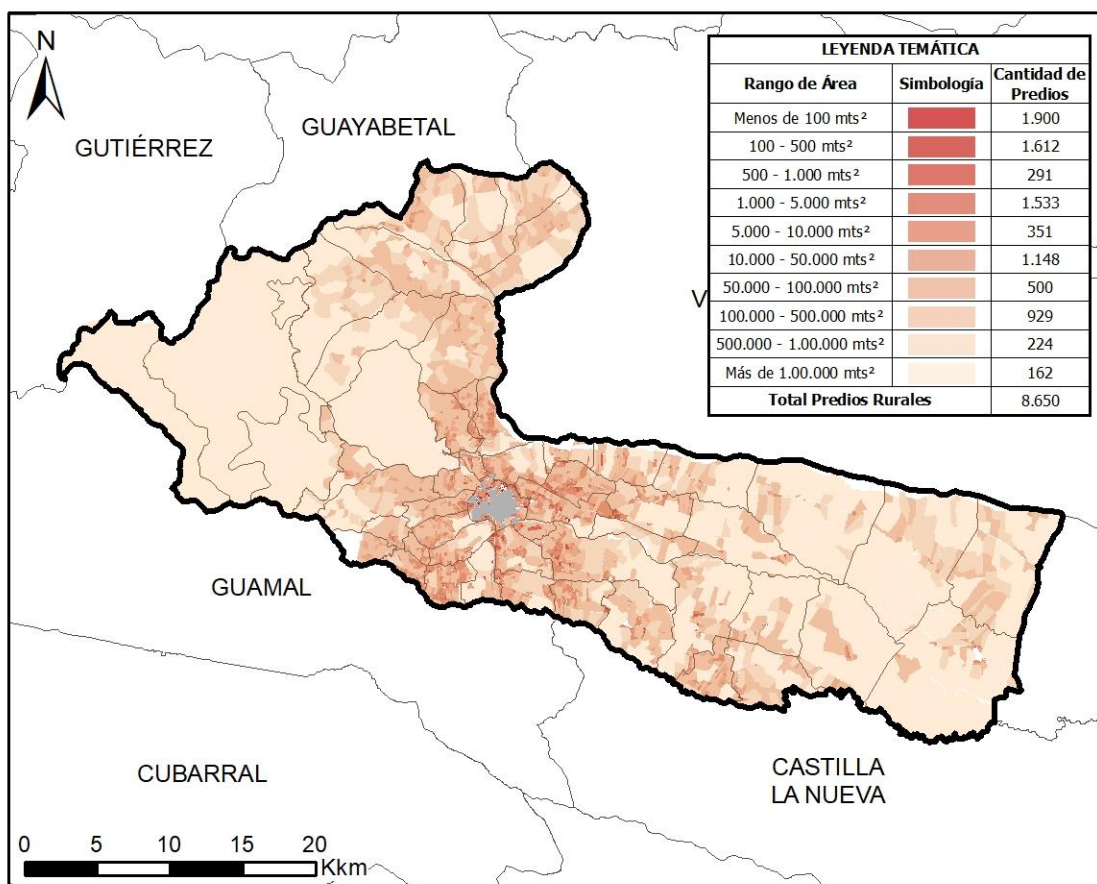 N
GUTIÉRREZ
GUAYABETAL
V
GUAMAL
CUBARRAL
CASTILLA
LA NUEVA
0 5 10 15 20
Kkm
LEYENDA TEMÁTICA
Rango de Área Simbología Cantidad de Predios
Menos de 100 mts² 1.900
100 - 500 mts² 1.612
500 - 1.000 mts² 291
1.000 - 5.000 mts² 1.533
5.000 - 10.000 mts² 351
10.000 - 50.000 mts² 1.148
50.000 - 100.000 mts² 500
100.000 - 500.000 mts² 929
500.000 - 1.00.000 mts² 224
Más de 1.00.000 mts² 162
Total Predios Rurales 8.650